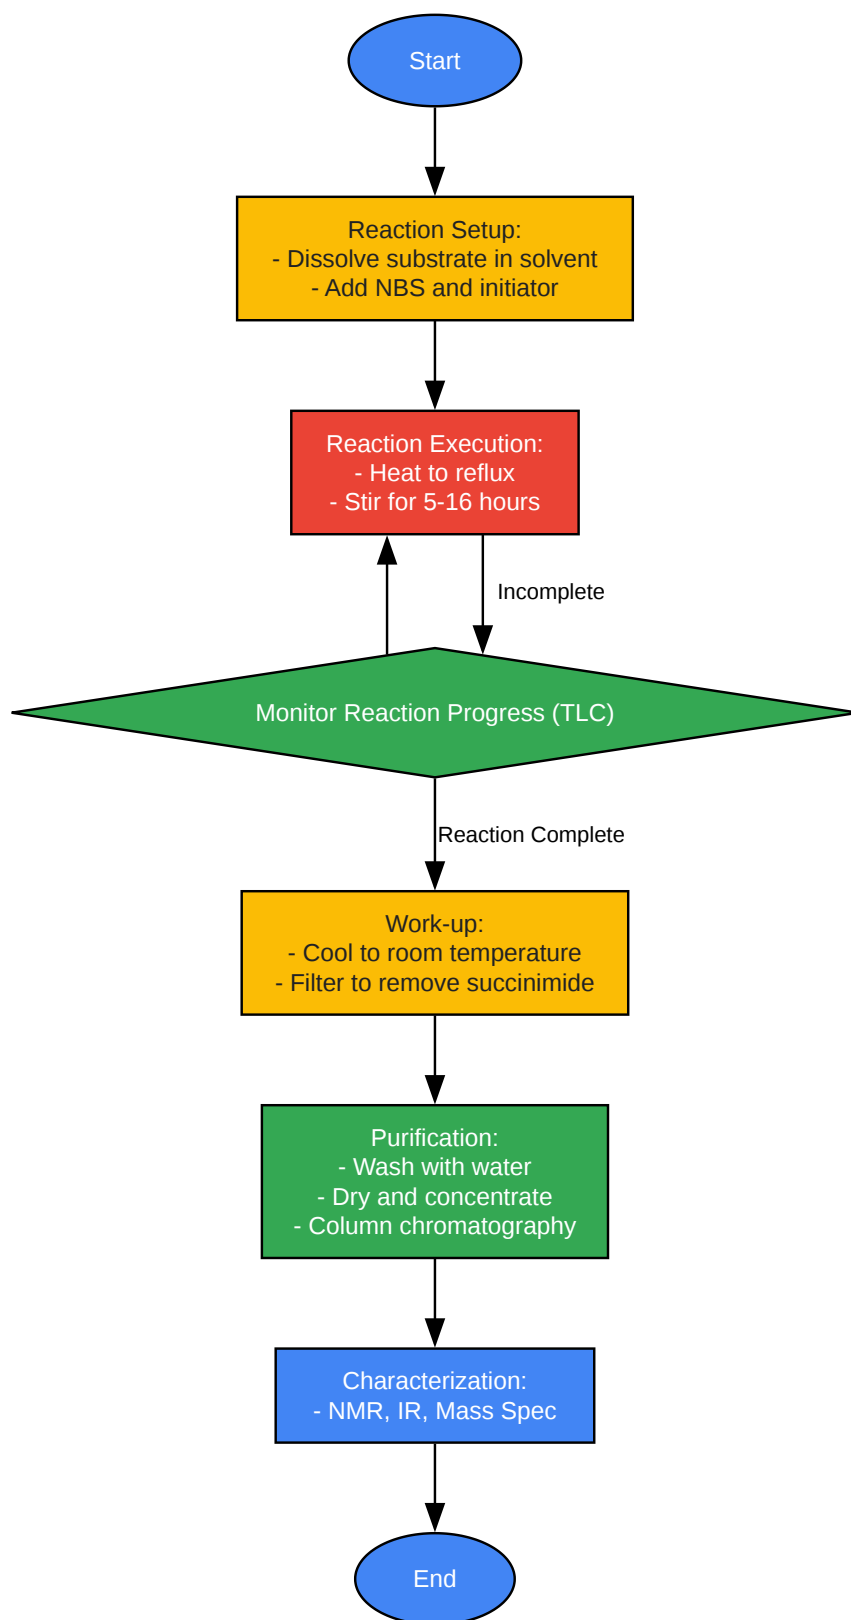 Start
Reaction Setup:
- Dissolve substrate in solvent
- Add NBS and initiator
Reaction Execution:
- Heat to reflux
- Stir for 5-16 hours
Incomplete
Monitor Reaction Progress (TLC)
Reaction Complete
Work-up:
- Cool to room temperature
- Filter to remove succinimide
Purification:
- Wash with water
- Dry and concentrate
- Column chromatography
Characterization:
- NMR, IR, Mass Spec
End